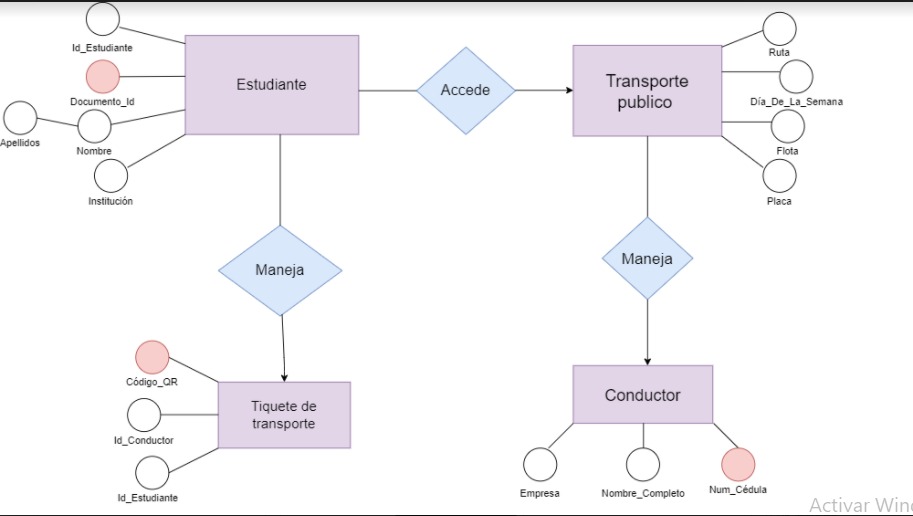 Id_Estudiante
Documento_Id
Apellidos
Nombre
Institución
Estudiante
Accede
Transporte
publico
Ruta
Día_De_La_Semana
Flota
Placa
Maneja
Maneja
Código_QR
Id_Conductor
Id_Estudiante
Tiquete de
transporte
Conductor
Empresa
Nombre_Completo
Num_Cédula
Activar Wind